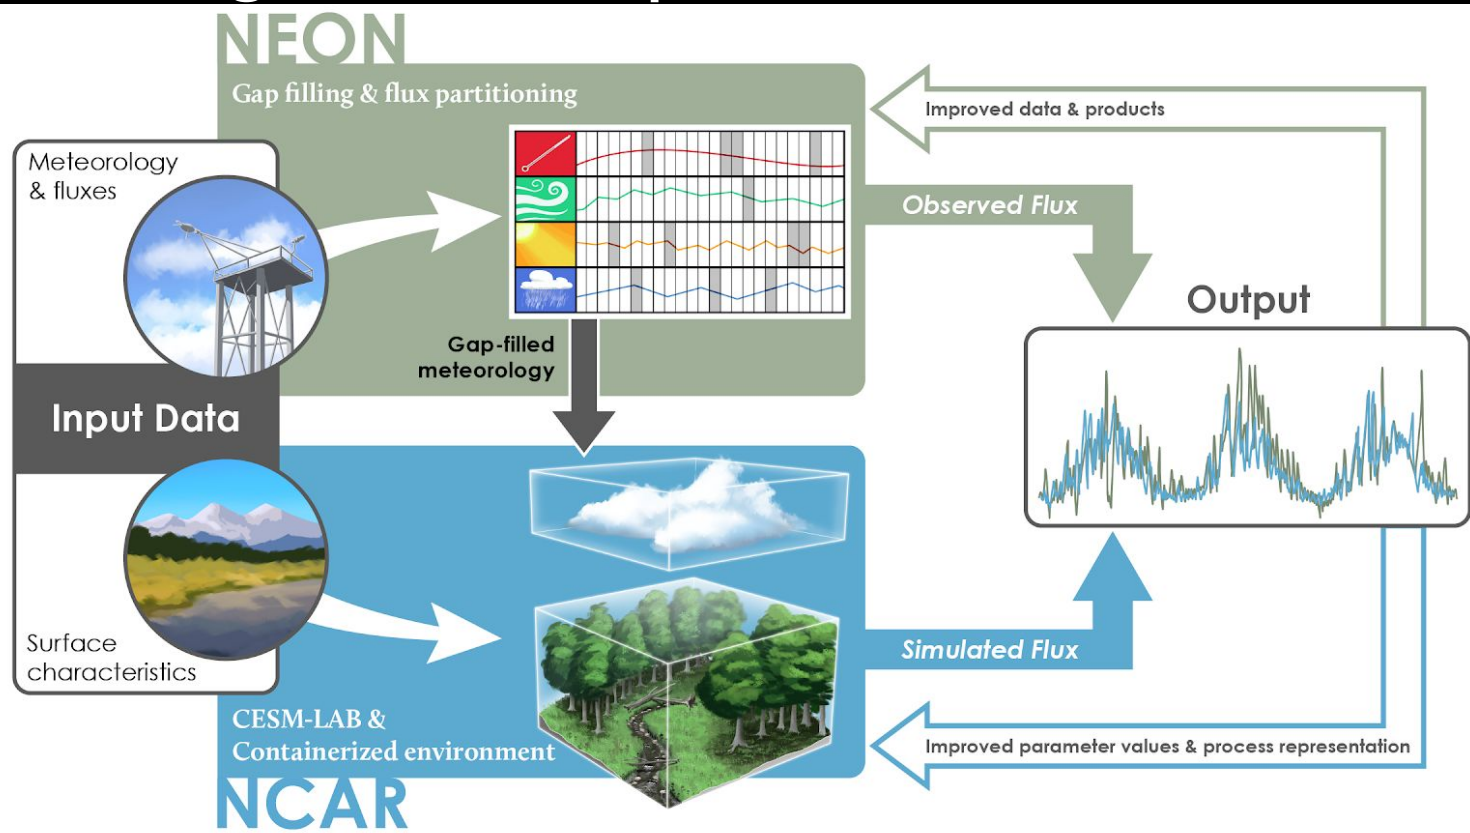 NEON
Gap filling & flux partitioning
Meteorology
& fluxes
Improved data & products
Observed Flux
Output
Gap-filled
meteorology
Input Data
Surface
characteristics
Simulated Flux
CESM-LAB &
Containerized environment
Improved parameter values & process representation
NCAR